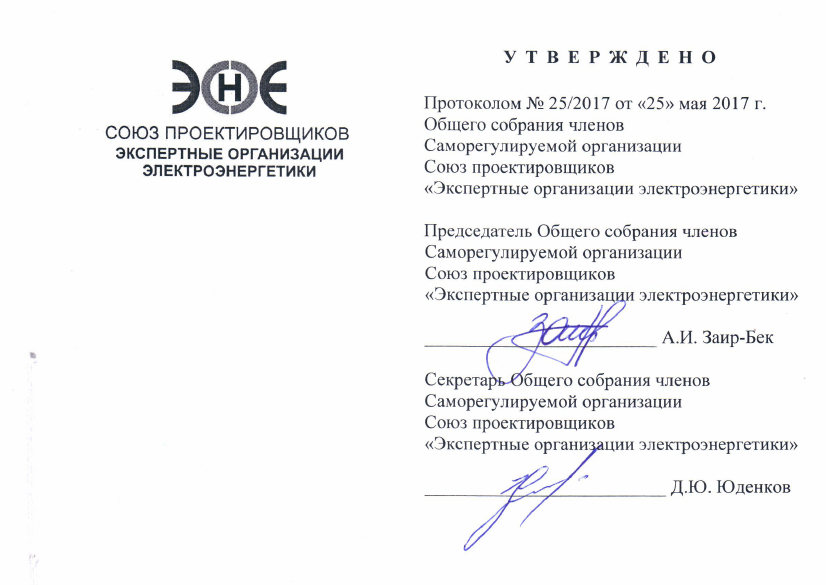 ЭНЕ
СОЮЗ ПРОЕКТИРОВЩИКОВ
ЭКСПЕРТНЫЕ ОРГАНИЗАЦИИ
ЭЛЕКТРОЭНЕРГЕТИКИ
УТВЕРЖДЕНО
Протоколом № 25/2017 от «25» мая 2017 г.
Общего собрания членов
Саморегулируемой организации
Союз проектировщиков
«Экспертные организации электроэнергетики»
Председатель Общего собрания членов
Саморегулируемой организации
Союз проектировщиков
«Экспертные организации электроэнергетики»
А.И. Заир-Бек
Секретарь Общего собрания членов
Саморегулируемой организации
Союз проектировщиков
«Экспертные организации электроэнергетики»
Д.Ю. Юденков